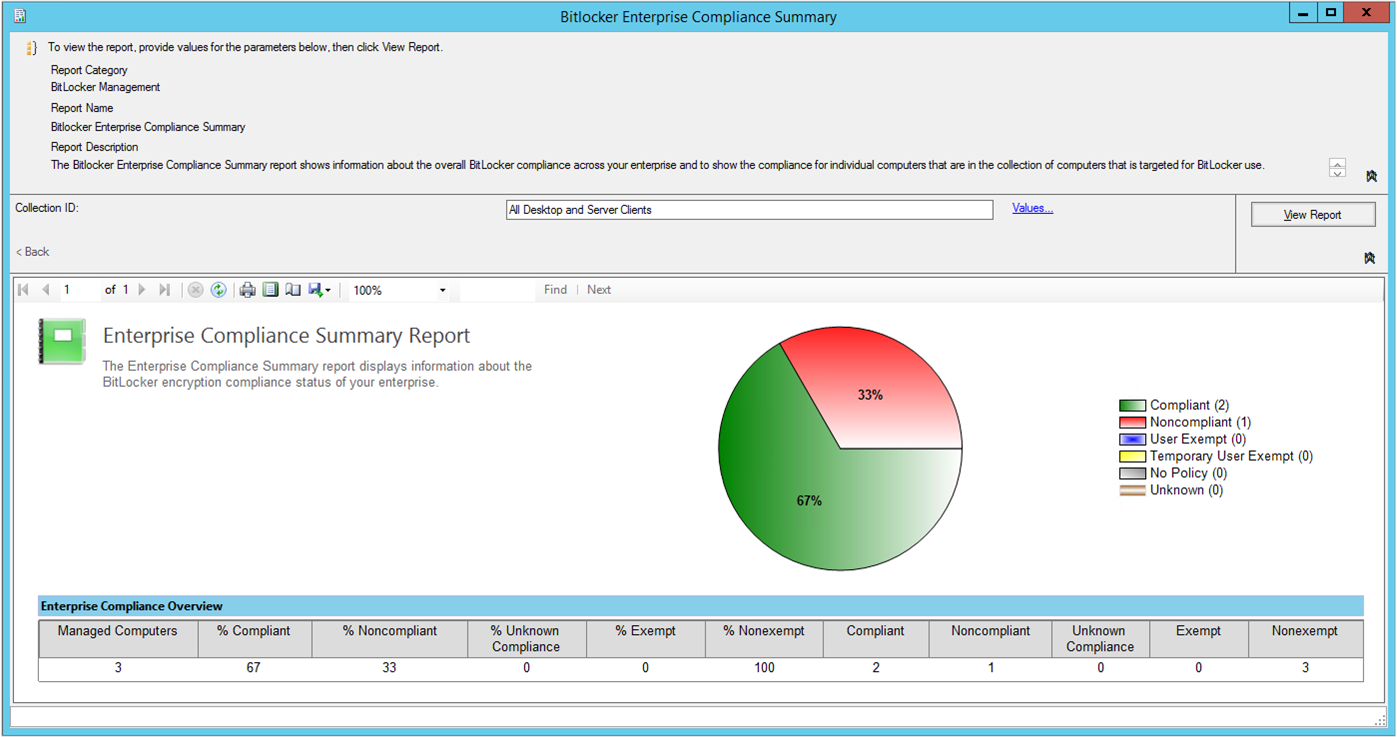 Bitlocker Enterprise Compliance Summary
To view the report, provide values for the parameters below, then click View Report.
Report Category
BitLocker Management
Report Name
Bitlocker Enterprise Compliance Summary
Report Description
The Bitlocker Enterprise Compliance Summary report shows information about the overall BitLocker compliance across your enterprise and to show the compliance for individual computers that are in the collection of computers that is targeted for BitLocker use.
Collection ID: All Desktop and Server Clients Values... View Report
< Back
1 of 1 100% Find | Next
Enterprise Compliance Summary Report
The Enterprise Compliance Summary report displays information about the
BitLocker encryption compliance status of your enterprise.
33%
67%
Compliant (2)
Noncompliant (1)
User Exempt (0)
Temporary User Exempt (0)
No Policy (0)
Unknown (0)
Enterprise Compliance Overview
Managed Computers % Compliant % Noncompliant % Unknown % Exempt % Nonexempt Compliant Noncompliant Unknown Exempt Nonexempt
Compliance Compliance
3 67 33 0 0 100 2 1 0 0 3